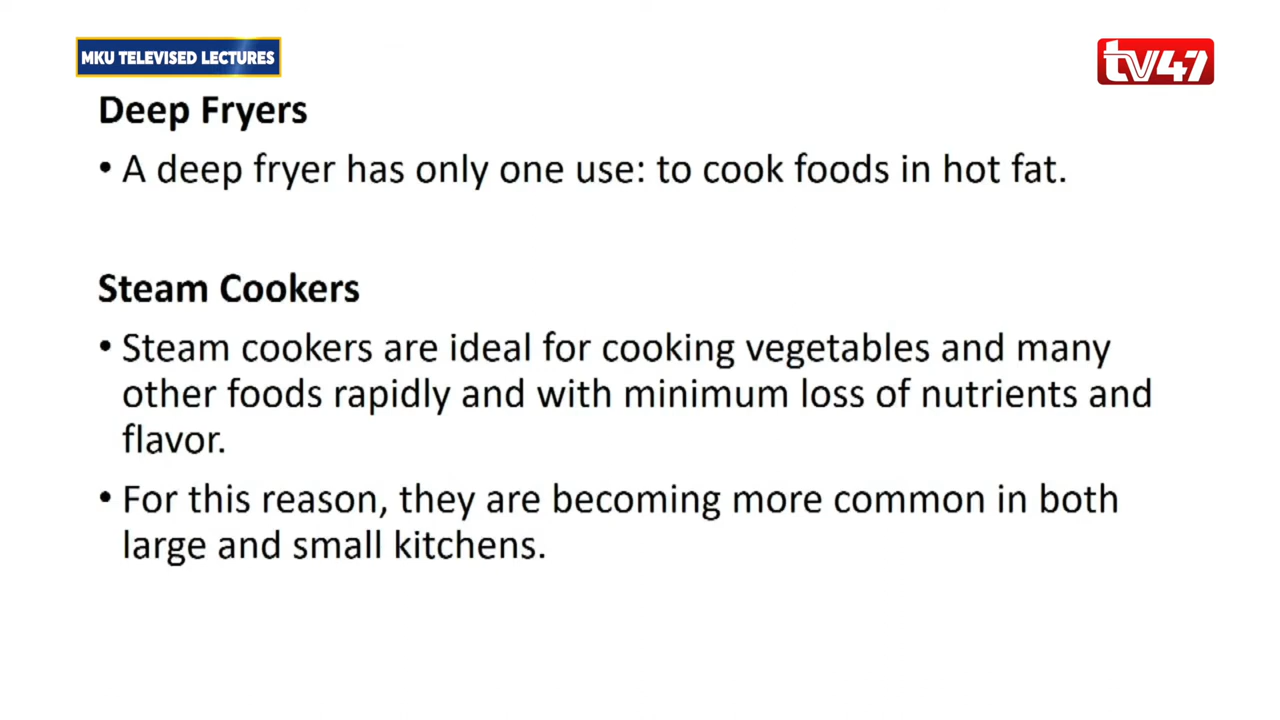 MKU TELEVISED LECTURES
tv47
Deep Fryers
• A deep fryer has only one use: to cook foods in hot fat.
Steam Cookers
• Steam cookers are ideal for cooking vegetables and many
other foods rapidly and with minimum loss of nutrients and
flavor.
• For this reason, they are becoming more common in both
large and small kitchens.